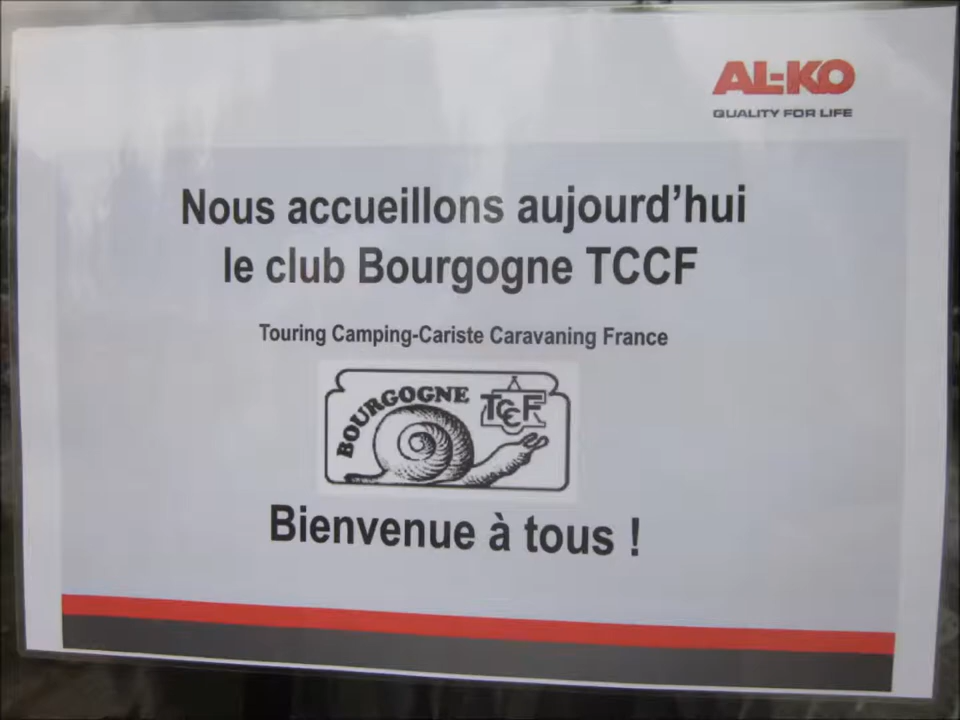 AL-KO
QUALITY FOR LIFE
Nous accueillons aujourd'hui
le club Bourgogne TCCF
Touring Camping-Cariste Caravaning France
BOURGOGNE
TCCF
Bienvenue à tous !